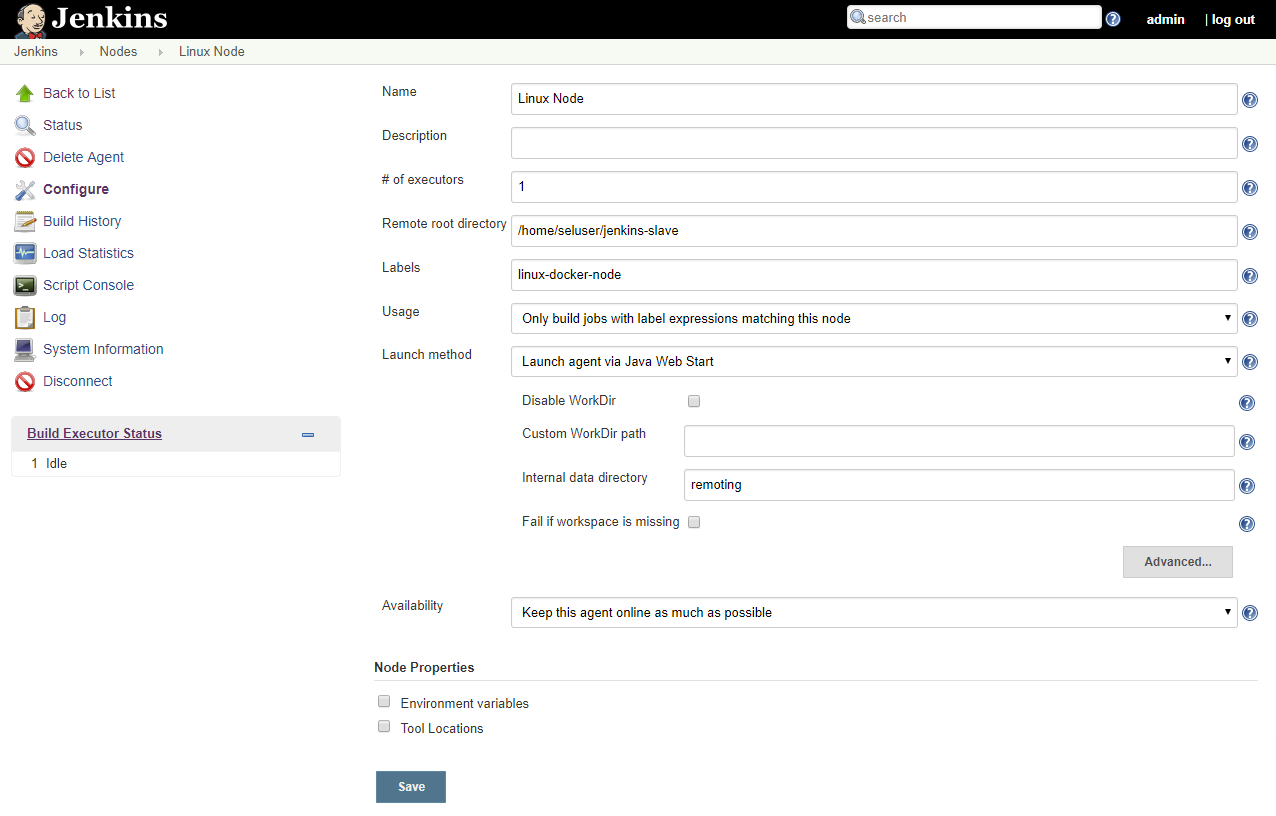 Jenkins
search
admin
| log out
Jenkins
Nodes
Linux Node
Back to List
Status
Delete Agent
Configure
Build History
Load Statistics
Script Console
Log
System Information
Disconnect
Build Executor Status
1 Idle
Name
Linux Node
Description
# of executors
1
Remote root directory
/home/seluser/jenkins-slave
Labels
linux-docker-node
Usage
Only build jobs with label expressions matching this node
Launch method
Launch agent via Java Web Start
Disable WorkDir
Custom WorkDir path
Internal data directory
remoting
Fail if workspace is missing
Advanced...
Availability
Keep this agent online as much as possible
Node Properties
Environment variables
Tool Locations
Save